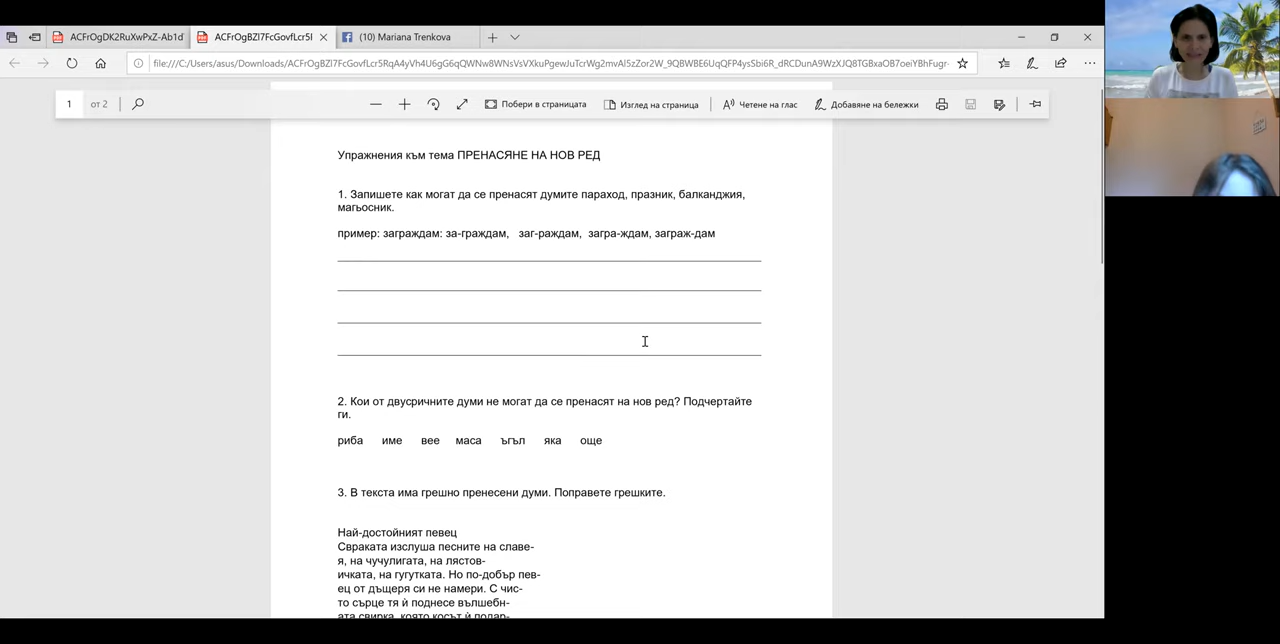 ACFrOgDK2RuXwPxZ-Ab1d
ACFrOgBZl7FcGovfLcr5l
(10) Mariana Trenkova
file:///C:/Users/asus/Downloads/ACFrOgBZl7FcGovfLcr5RqA4yVh4U6gG6qQWNw8WNsVsVXkuPgewJuTcrWg2mvAl5zZor2W_9QBWBE6UqQFP4ysSbi6R_dRCDunA9WzXJQ8TGBxaOB7oeiYBhFugr-
1 от 2 Побери в страницата Изглед на страница Четене на глас Добавяне на бележки
Упражнения към тема ПРЕНАСЯНЕ НА НОВ РЕД
1. Запишете как могат да се пренасят думите параход, празник, балканджия,
магьосник.
пример: заграждам: за-граждам, заг-раждам, загра-ждам, заграж-дам
2. Кои от двусричните думи не могат да се пренасят на нов ред? Подчертайте
ги.
риба име вее маса ъгъл яка още
3. В текста има грешно пренесени думи. Поправете грешките.
Най-достойният певец
Свраката изслуша песните на славе-
я, на чучулигата, на лястов-
ичката, на гугутката. Но по-добър пев-
ец от дъщеря си не намери. С чис-
то сърце тя ѝ поднесе вълшебн-
ата свирка, която косът ѝ подар-